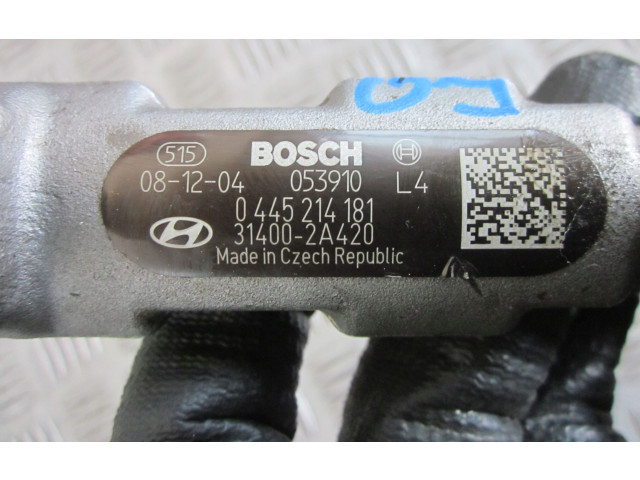 515 BOSCH
08-12-04 053910 L4
0 445 214 181
31400-2A420
Made in Czech Republic